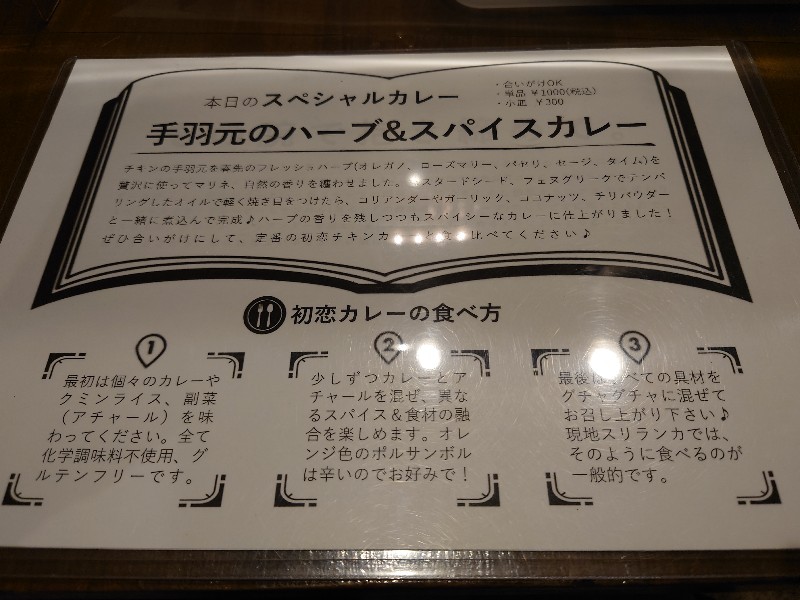 本日のスペシャルカレー
・合いがけOK
・単品 ¥1000(税込)
・小皿 ¥300
手羽元のハーブ&スパイスカレー
チキンの手羽元を春先のフレッシュハーブ(オレガノ、ローズマリー、パセリ、セージ、タイム)を
贅沢に使ってマリネ、自然の香りを纏わせました。スタードシード、フェヌグリークでテンパ
リングしたオイルで軽く焼き目をつけたら、コリアンダーやガーリック、ココナッツ、チリパウダー
と一緒に煮込んで完成♪ハーブの香りを残しつつもスパイシーなカレーに仕上がりました！
ぜひ合いがけにして、定番の初恋チキンカ 比べてください♪
初恋カレーの食べ方
1
最初は個々のカレーや
クミンライス、副菜
（アチャール）を味
わってください。全て
化学調味料不使用、グ
ルテンフリーです。
2
少しずつカレーとア
チャールを混ぜ、異な
るスパイス＆食材の融
合を楽しめます。オレ
ンジ色のポルサンボル
は辛いのでお好みで！
3
最後は べての具材を
グチャグチャに混ぜて
お召し上がり下さい♪
現地スリランカでは、
そのように食べるのが
一般的です。